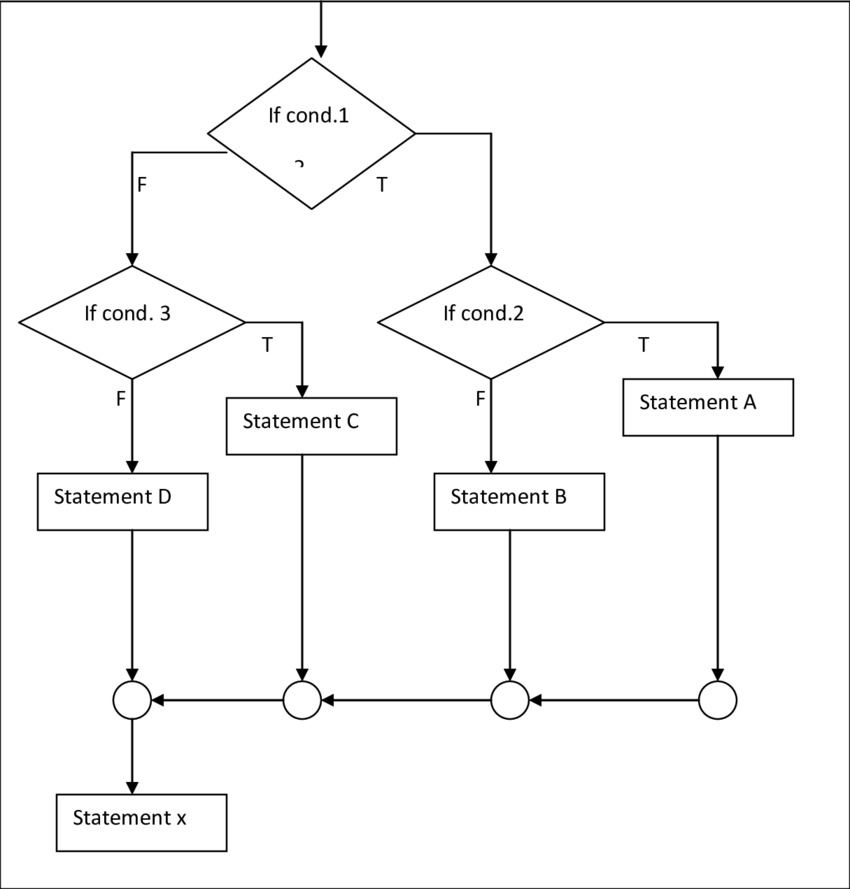 If cond.1
F
T
If cond. 3
If cond.2
T
T
F
F
Statement A
Statement C
Statement D
Statement B
Statement x